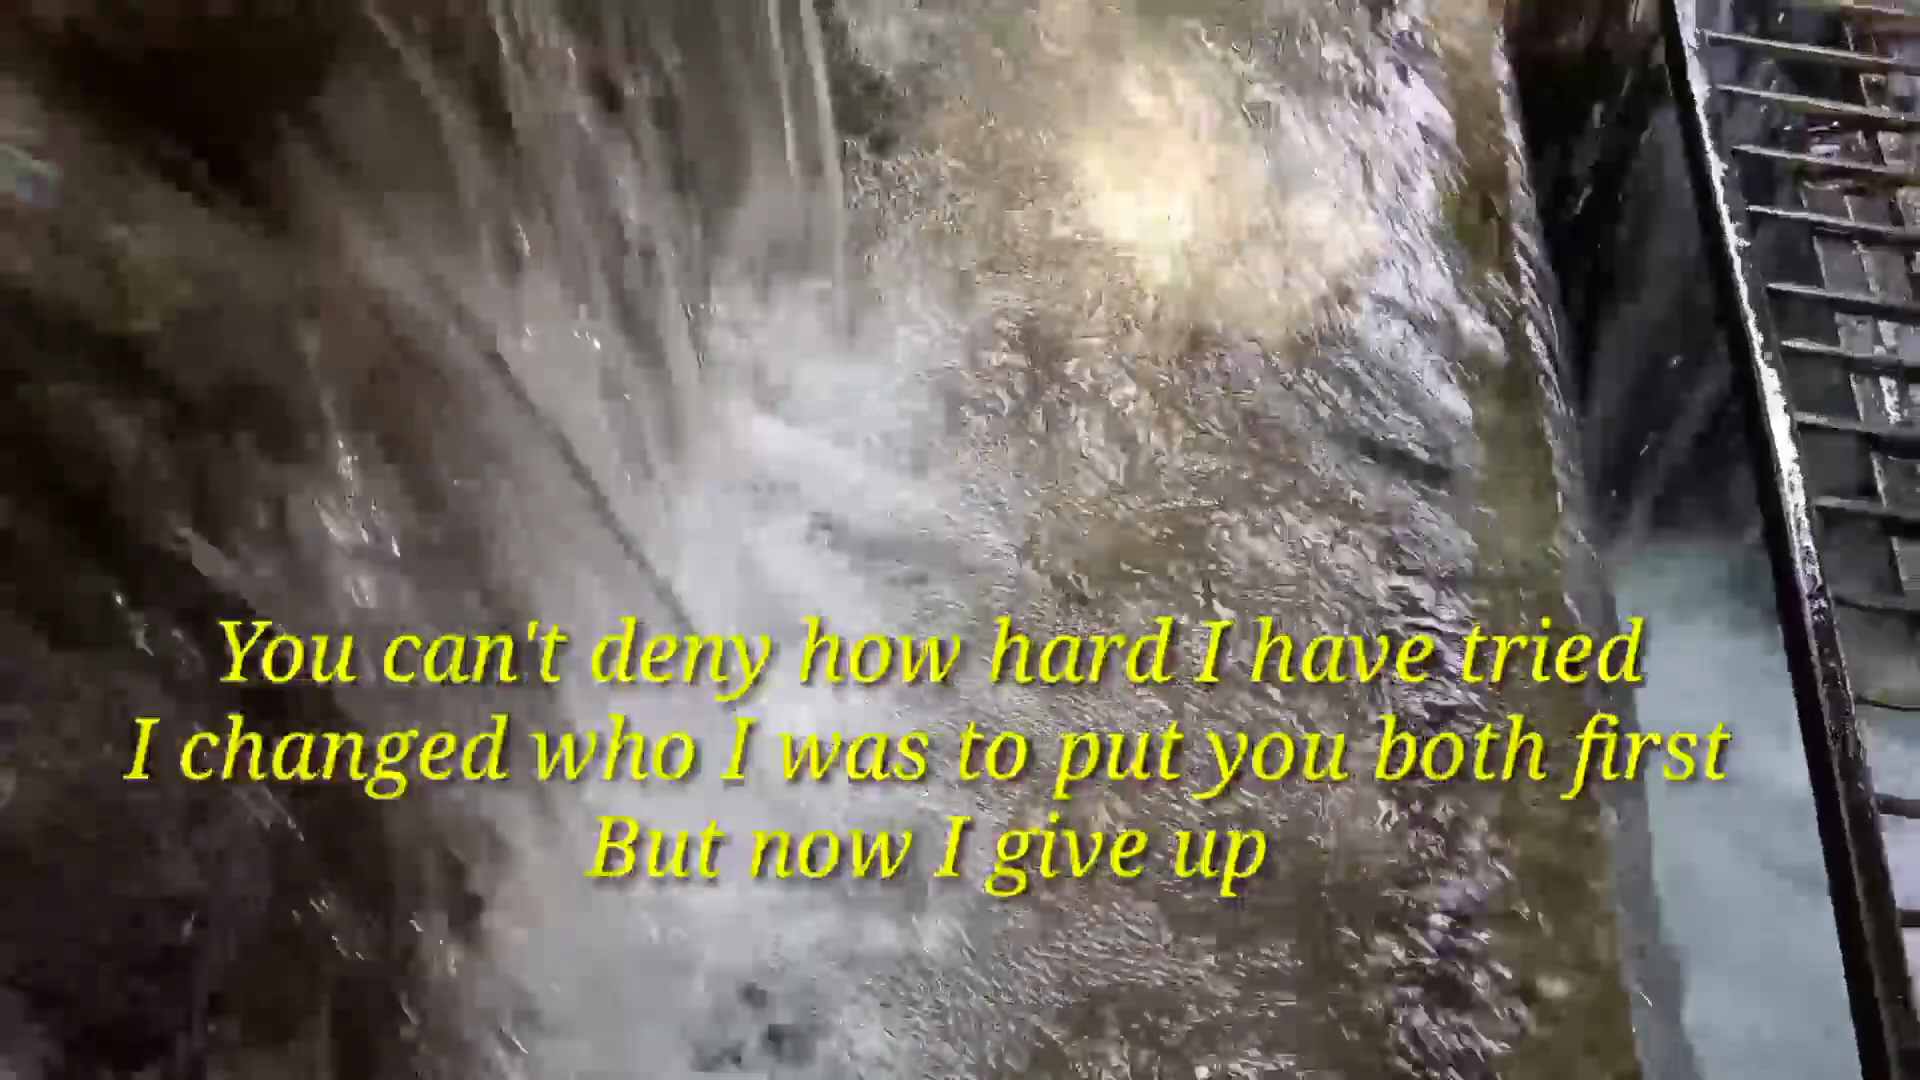 You can't deny how hard I have tried
I changed who I was to put you both first
But now I give up